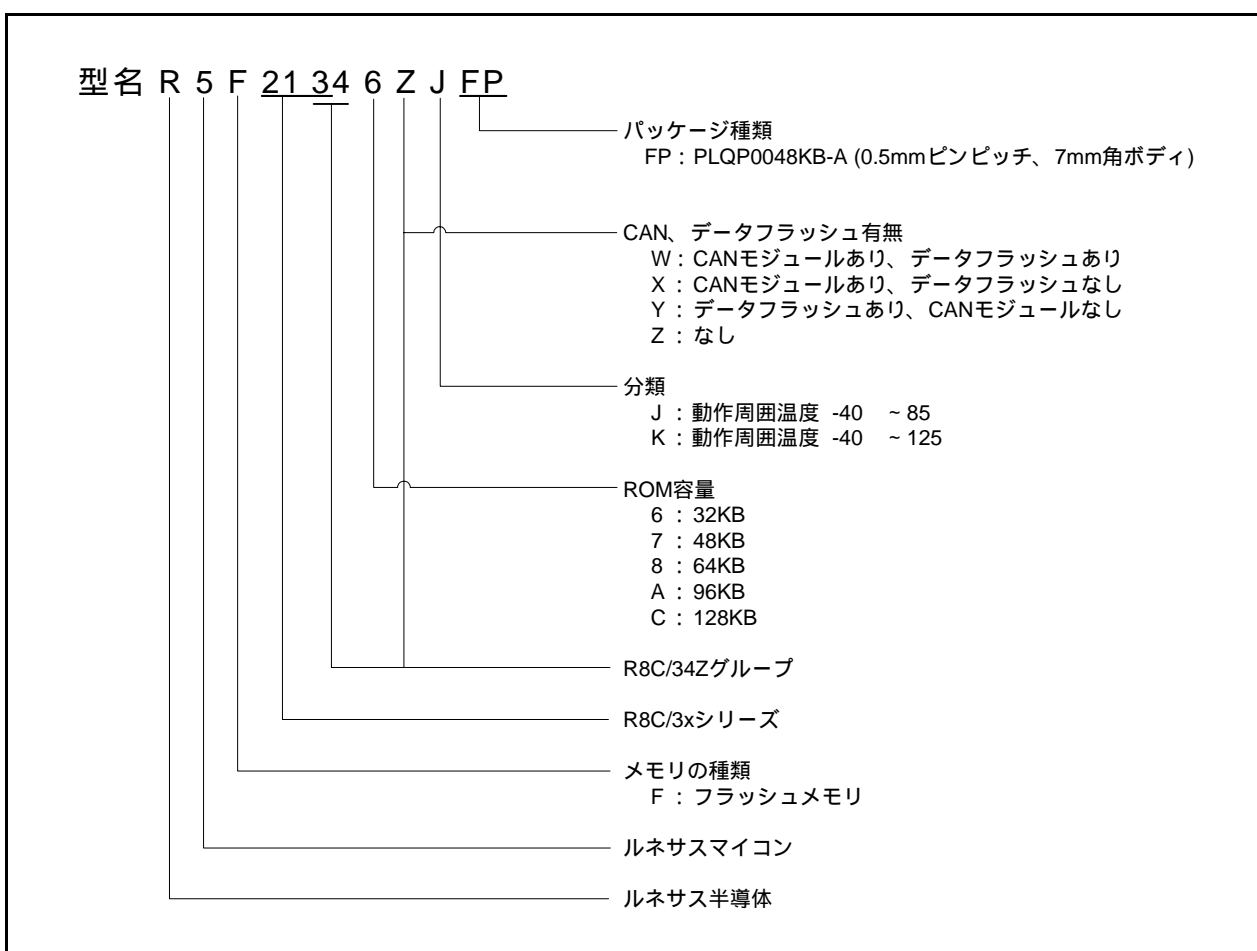 型名 R 5 F 21 34 6 Z J FP
パッケージ種類
FP : PLQP0048KB-A (0.5mmピンピッチ、7mm角ボディ)
CAN、データフラッシュ有無
W : CANモジュールあり、データフラッシュあり
X : CANモジュールあり、データフラッシュなし
Y : データフラッシュあり、CANモジュールなし
Z : なし
分類
J : 動作周囲温度 -40 ~ 85
K : 動作周囲温度 -40 ~ 125
ROM容量
6 : 32KB
7 : 48KB
8 : 64KB
A : 96KB
C : 128KB
R8C/34Zグループ
R8C/3xシリーズ
メモリの種類
F : フラッシュメモリ
ルネサスマイコン
ルネサス半導体